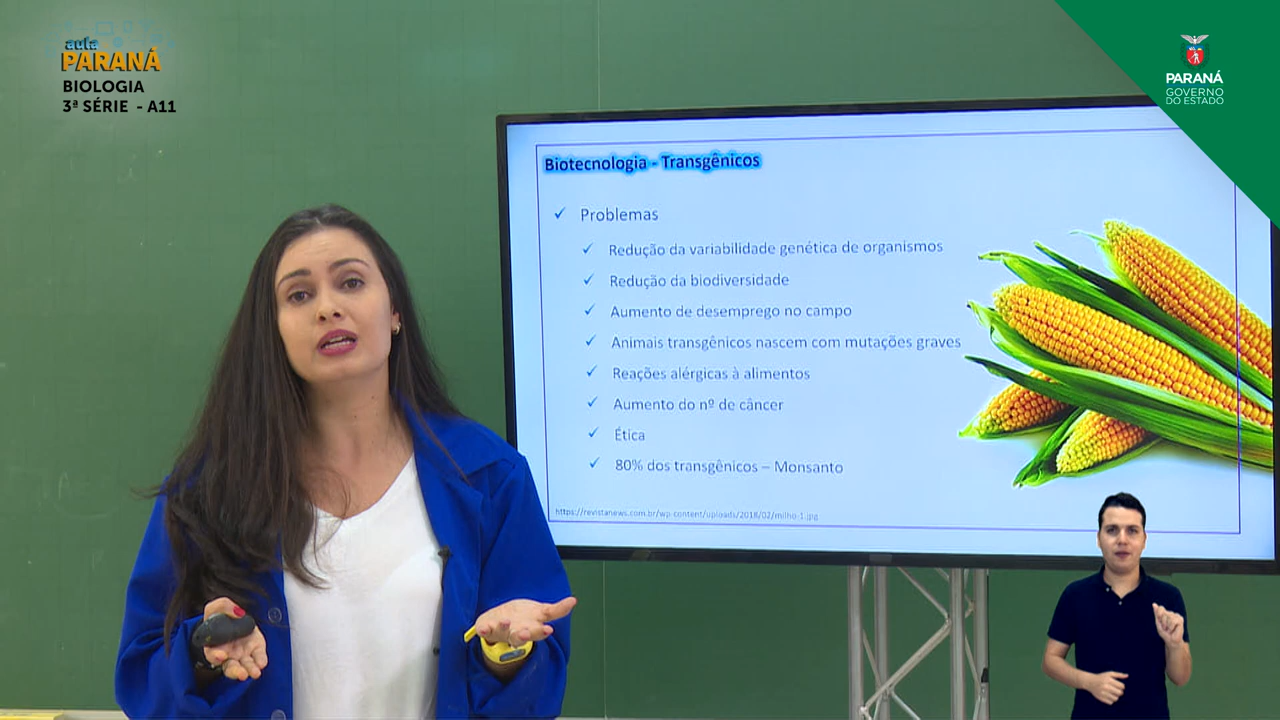 aula
PARANÁ
BIOLOGIA
3ª SÉRIE - A11
PARANÁ
GOVERNO
DO ESTADO
Biotecnologia - Transgênicos
Problemas
Redução da variabilidade genética de organismos
Redução da biodiversidade
Aumento de desemprego no campo
Animais transgênicos nascem com mutações graves
Reações alérgicas à alimentos
Aumento do nº de câncer
Ética
80% dos transgênicos – Monsanto
https://revistanews.com.br/wp-content/uploads/2018/02/milho-1.jpg